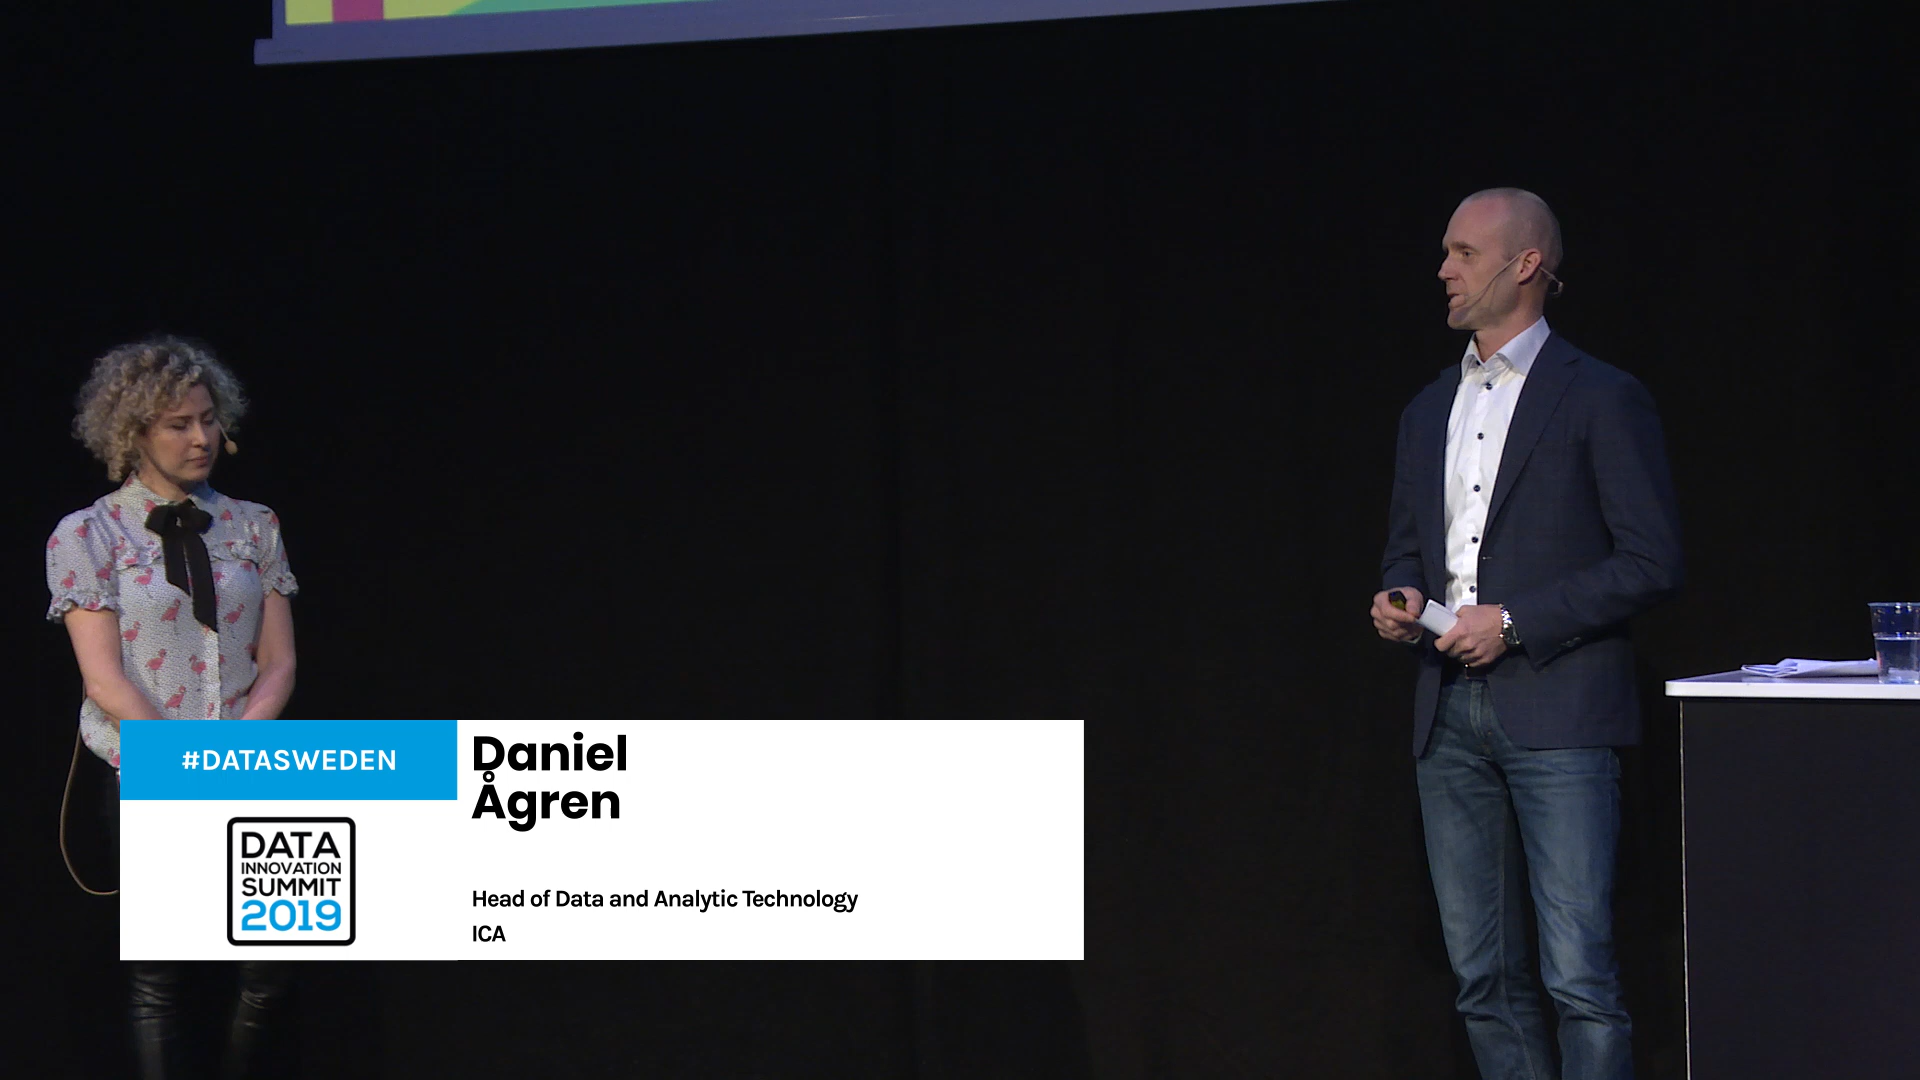 #DATASWEDEN
DATA
INNOVATION
SUMMIT
2019
Daniel
Ågren
Head of Data and Analytic Technology
ICA